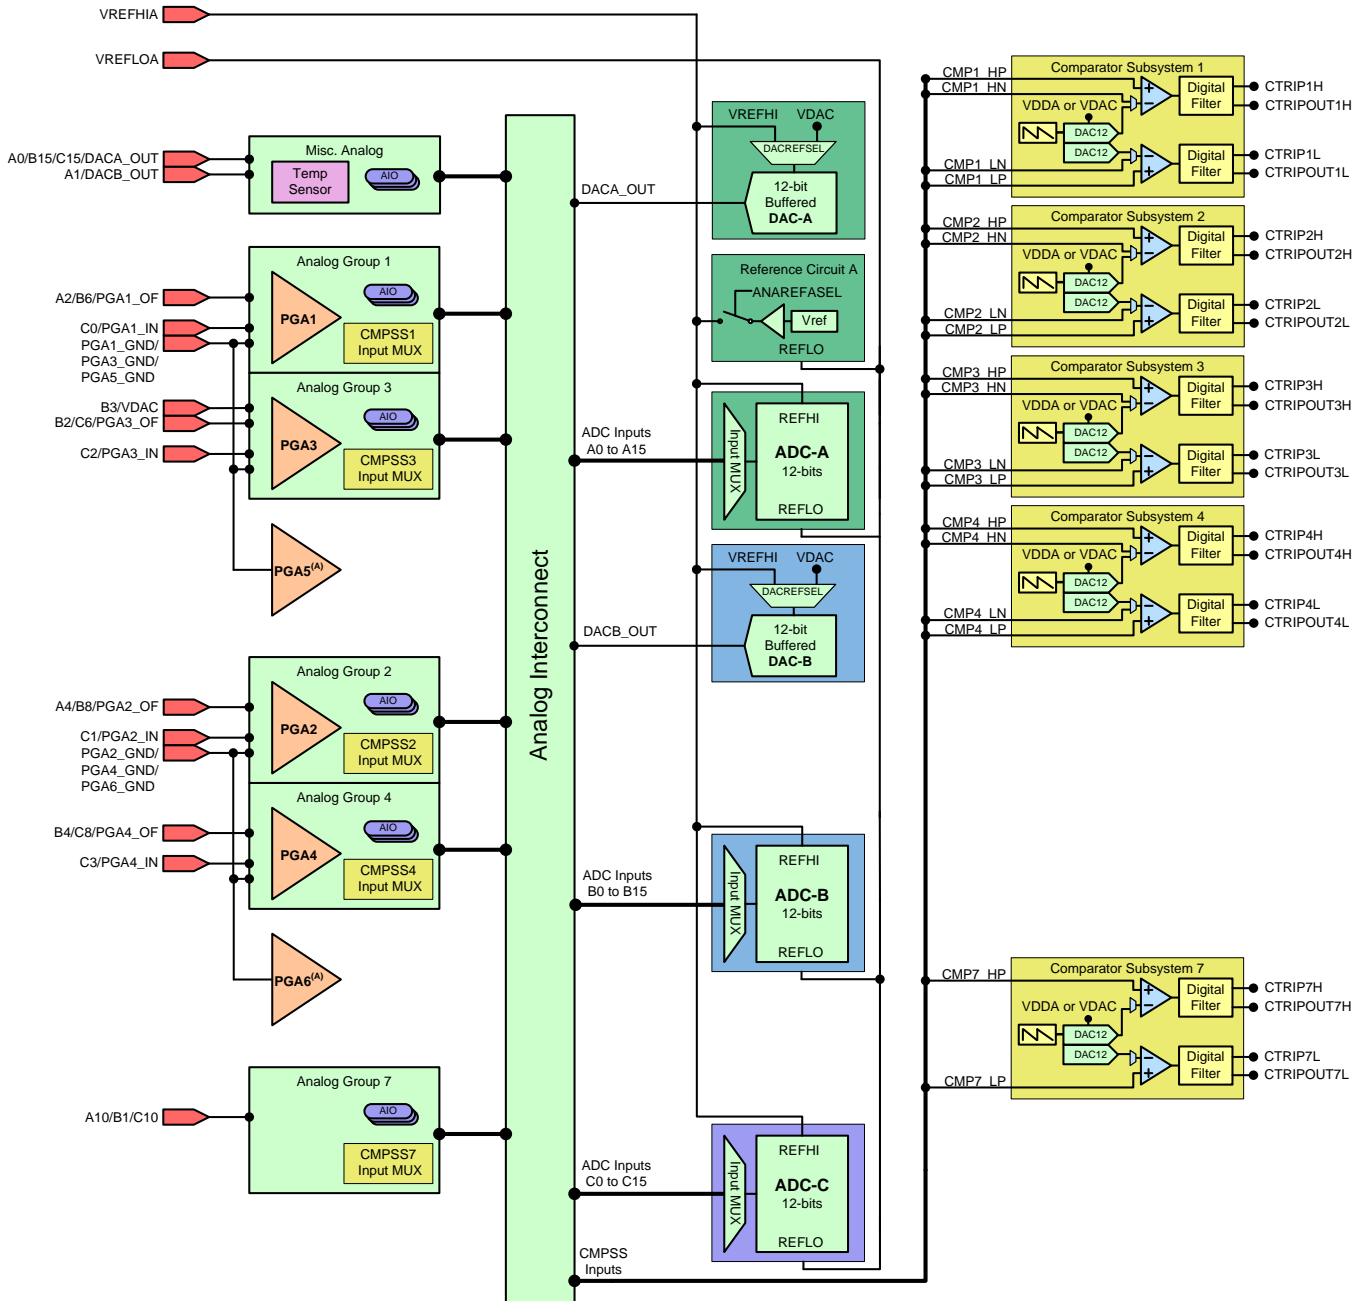 VREFHIA
VREFLOA
A0/B15/C15/DACA_OUT
A1/DACB_OUT
Misc. Analog
Temp
Sensor
AIO
A2/B6/PGA1_OF
C0/PGA1_IN
PGA1_GND/
PGA3_GND/
PGA5_GND
Analog Group 1
PGA1
AIO
CMPSS1
Input MUX
B3/VDAC
B2/C6/PGA3_OF
C2/PGA3_IN
Analog Group 3
PGA3
AIO
CMPSS3
Input MUX
PGA5(A)
A4/B8/PGA2_OF
C1/PGA2_IN
PGA2_GND/
PGA4_GND/
PGA6_GND
Analog Group 2
PGA2
AIO
CMPSS2
Input MUX
B4/C8/PGA4_OF
C3/PGA4_IN
Analog Group 4
PGA4
AIO
CMPSS4
Input MUX
PGA6(A)
A10/B1/C10
Analog Group 7
AIO
CMPSS7
Input MUX
Analog Interconnect
DACA_OUT
VREFHI
VDAC
DACREFSEL
12-bit
Buffered
DAC-A
Reference Circuit A
ANAREFASEL
Vref
REFLO
ADC Inputs
A0 to A15
Input MUX
REFHI
ADC-A
12-bits
REFLO
DACB_OUT
VREFHI
VDAC
DACREFSEL
12-bit
Buffered
DAC-B
ADC Inputs
B0 to B15
Input MUX
REFHI
ADC-B
12-bits
REFLO
ADC Inputs
C0 to C15
Input MUX
REFHI
ADC-C
12-bits
REFLO
CMPSS
Inputs
CMP1_HP
CMP1_HN
CMP1_LN
CMP1_LP
Comparator Subsystem 1
VDDA or VDAC
DAC12
DAC12
Digital
Filter
Digital
Filter
CTRIP1H
CTRIPOUT1H
CTRIP1L
CTRIPOUT1L
CMP2_HP
CMP2_HN
CMP2_LN
CMP2_LP
Comparator Subsystem 2
VDDA or VDAC
DAC12
DAC12
Digital
Filter
Digital
Filter
CTRIP2H
CTRIPOUT2H
CTRIP2L
CTRIPOUT2L
CMP3_HP
CMP3_HN
CMP3_LN
CMP3_LP
Comparator Subsystem 3
VDDA or VDAC
DAC12
DAC12
Digital
Filter
Digital
Filter
CTRIP3H
CTRIPOUT3H
CTRIP3L
CTRIPOUT3L
CMP4_HP
CMP4_HN
CMP4_LN
CMP4_LP
Comparator Subsystem 4
VDDA or VDAC
DAC12
DAC12
Digital
Filter
Digital
Filter
CTRIP4H
CTRIPOUT4H
CTRIP4L
CTRIPOUT4L
CMP7_HP
CMP7_LP
Comparator Subsystem 7
VDDA or VDAC
DAC12
DAC12
Digital
Filter
Digital
Filter
CTRIP7H
CTRIPOUT7H
CTRIP7L
CTRIPOUT7L